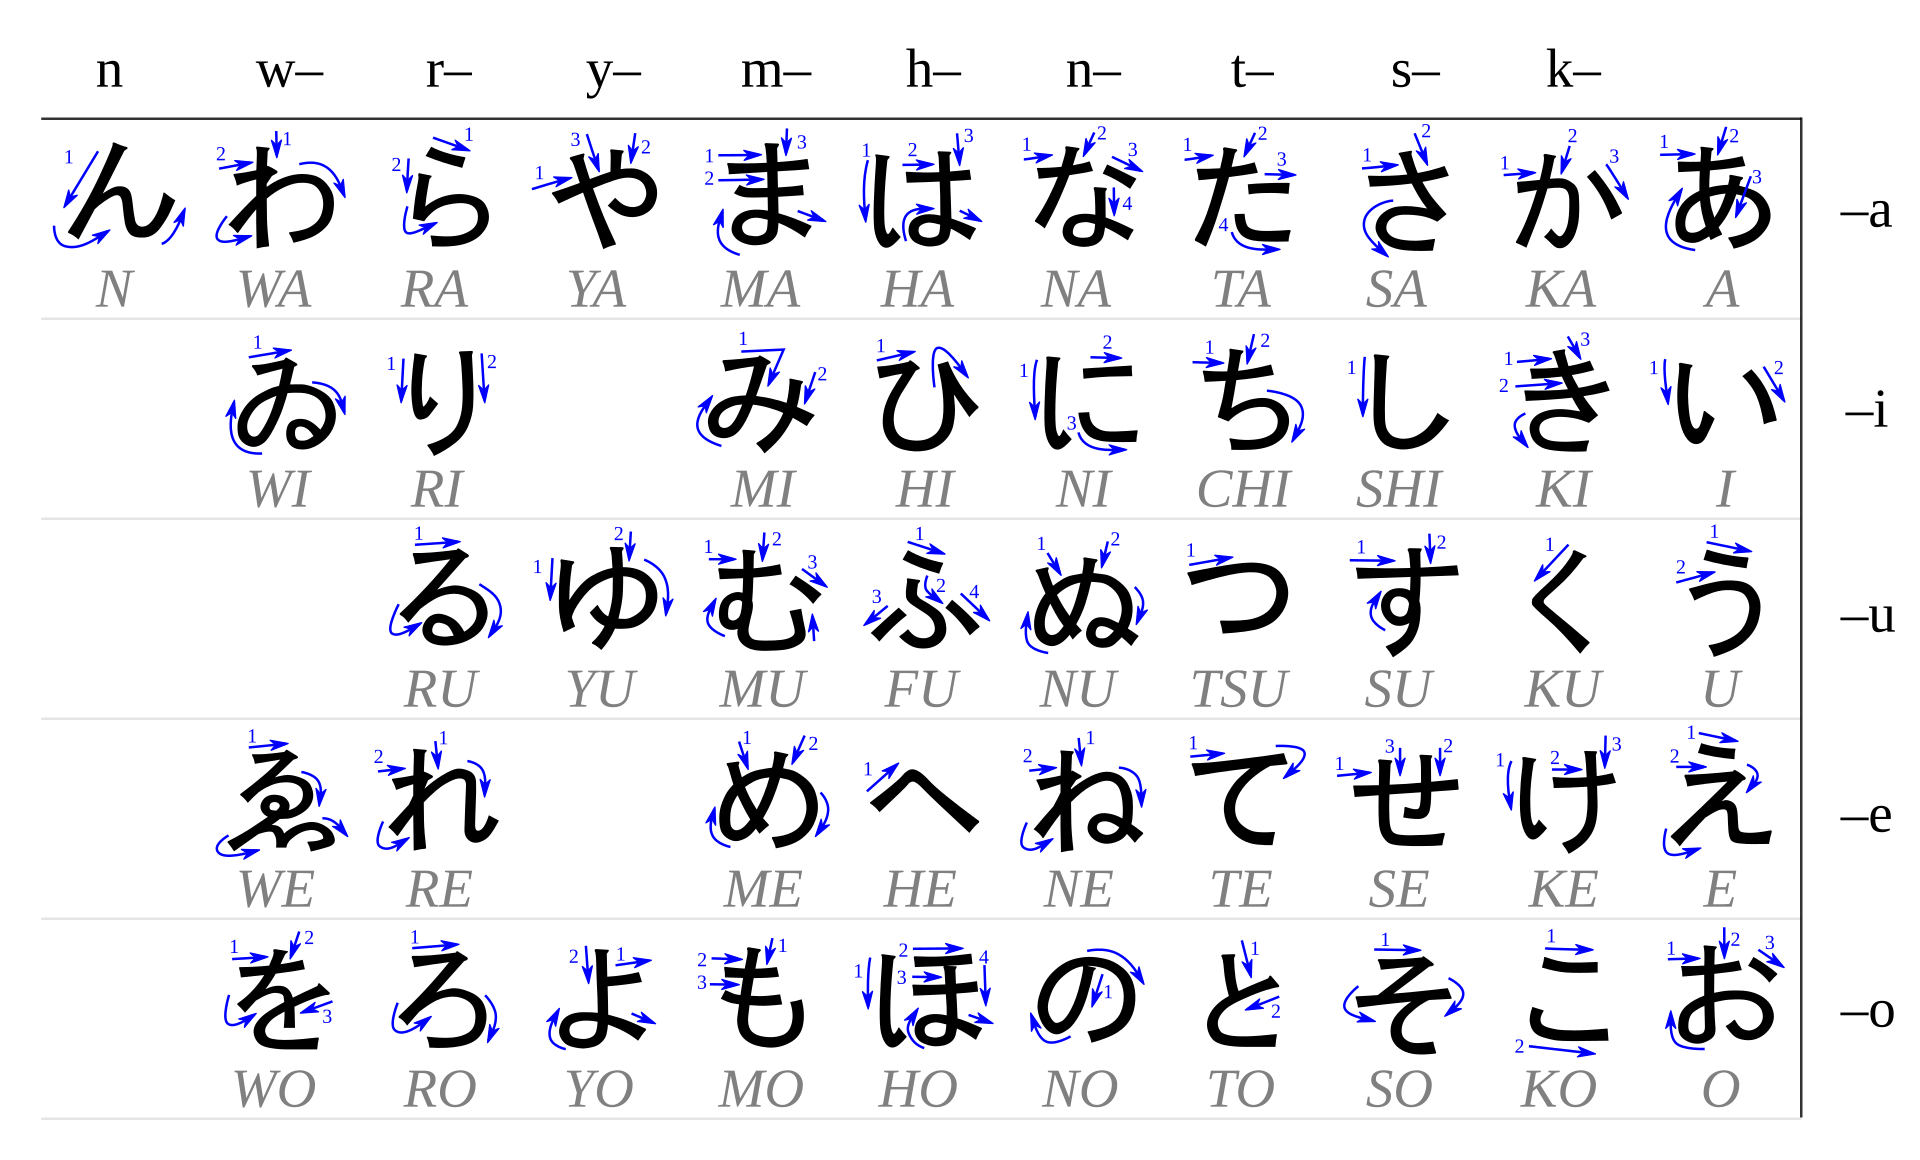 n w– r– y– m– h– n– t– s– k–
ん わ ら や ま は な た さ か あ –a
N WA RA YA MA HA NA TA SA KA A
ゐ り み ひ に ち し き い –i
WI RI MI HI NI CHI SHI KI I
る ゆ む ふ ぬ つ す く う –u
RU YU MU FU NU TSU SU KU U
ゑ れ め へ ね て せ け え –e
WE RE ME HE NE TE SE KE E
を ろ よ も ほ の と そ こ お –o
WO RO YO MO HO NO TO SO KO O